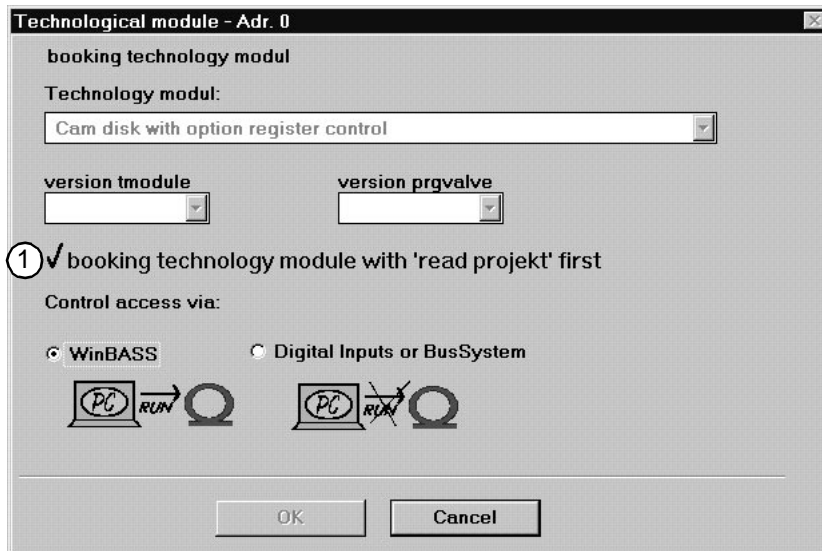 Technological module - Adr. 0
booking technology modul
Technology modul:
Cam disk with option register control
version tmodule version prgvalve
1 ✓ booking technology module with 'read projekt' first
Control access via:
WinBASS Digital Inputs or BusSystem
PC RUN PC RUN
OK Cancel